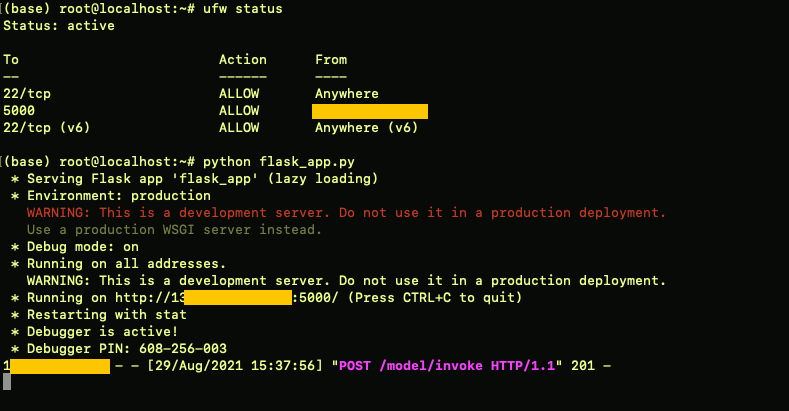 (base) root@localhost:~# ufw status
Status: active
To Action From
-- ------ ----
22/tcp ALLOW Anywhere
5000 ALLOW
22/tcp (v6) ALLOW Anywhere (v6)
(base) root@localhost:~# python flask_app.py
* Serving Flask app 'flask_app' (lazy loading)
* Environment: production
WARNING: This is a development server. Do not use it in a production deployment.
Use a production WSGI server instead.
* Debug mode: on
* Running on all addresses.
WARNING: This is a development server. Do not use it in a production deployment.
* Running on http://13 :5000/ (Press CTRL+C to quit)
* Restarting with stat
* Debugger is active!
* Debugger PIN: 608-256-003
1 - - [29/Aug/2021 15:37:56] "POST /model/invoke HTTP/1.1" 201 -